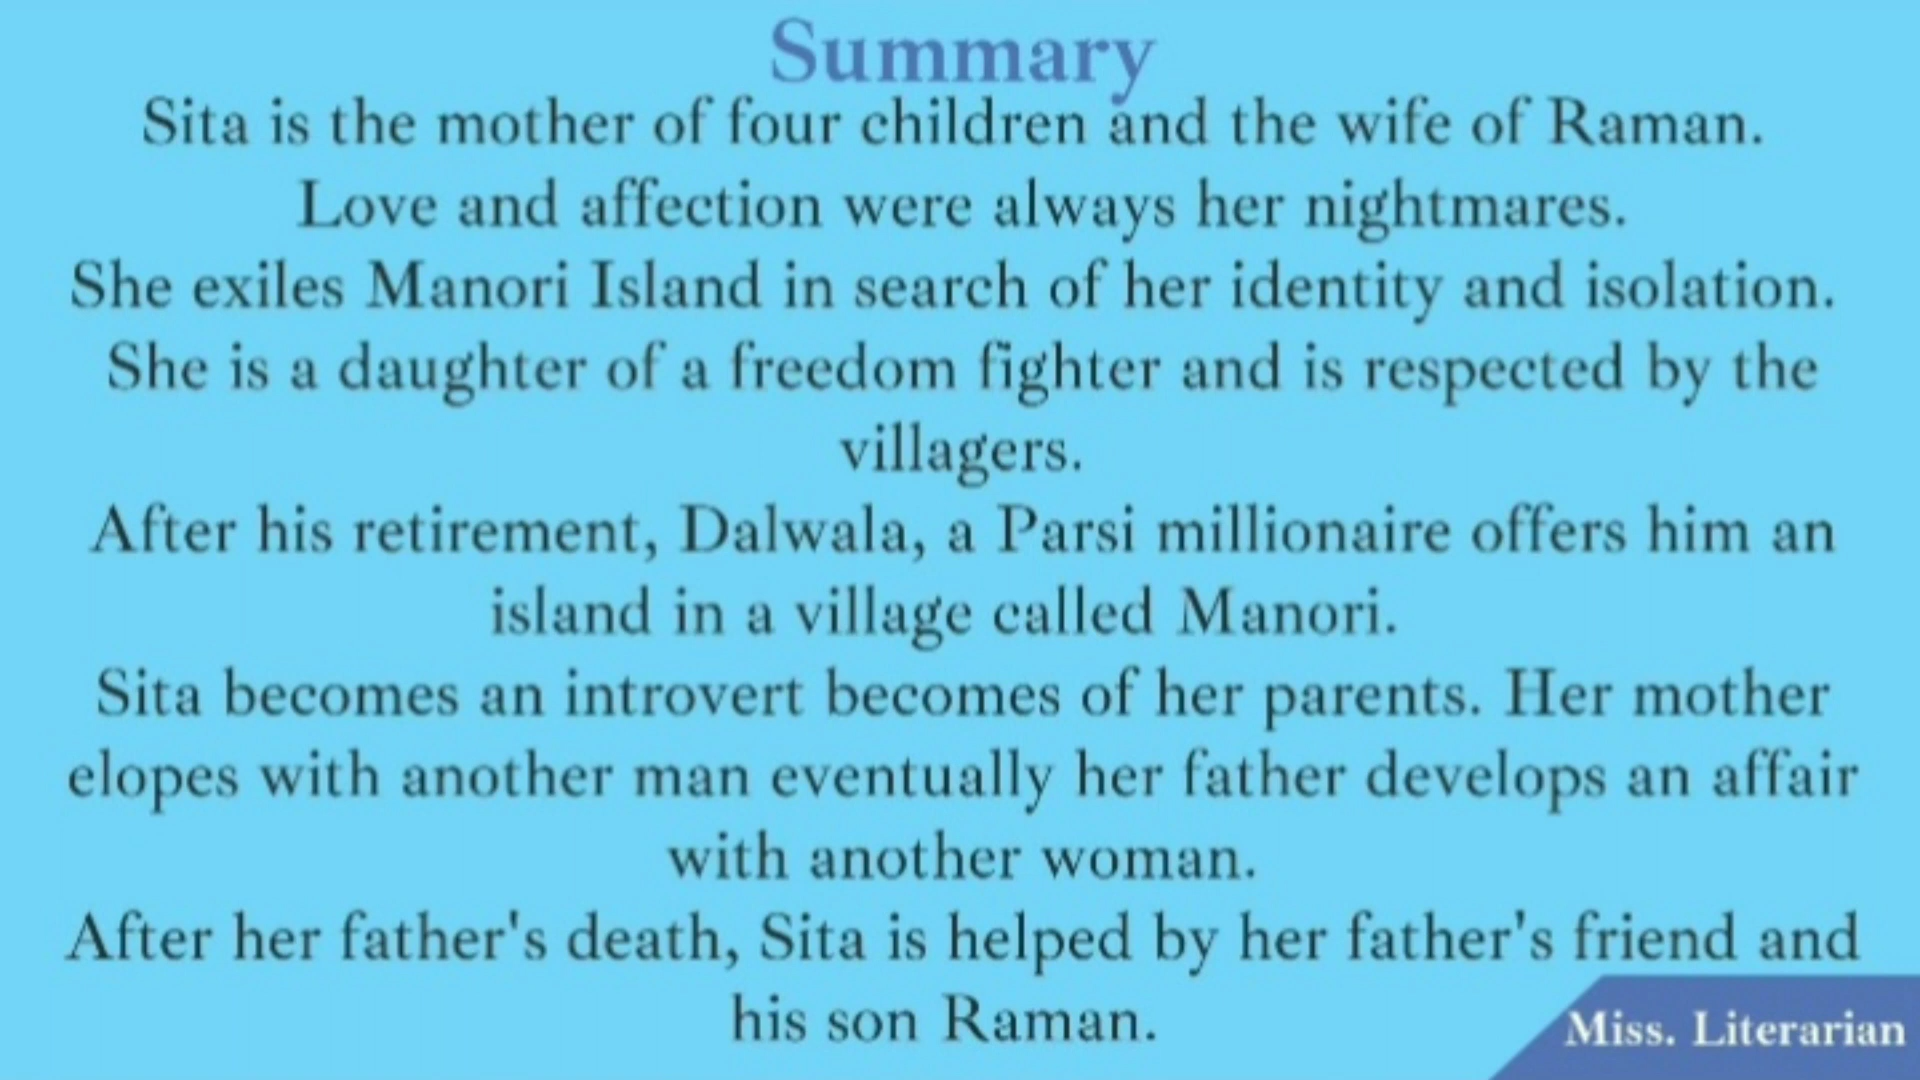 Summary
Sita is the mother of four children and the wife of Raman.
Love and affection were always her nightmares.
She exiles Manori Island in search of her identity and isolation.
She is a daughter of a freedom fighter and is respected by the
villagers.
After his retirement, Dalwala, a Parsi millionaire offers him an
island in a village called Manori.
Sita becomes an introvert becomes of her parents. Her mother
elopes with another man eventually her father develops an affair
with another woman.
After her father's death, Sita is helped by her father's friend and
his son Raman.
Miss. Literarian